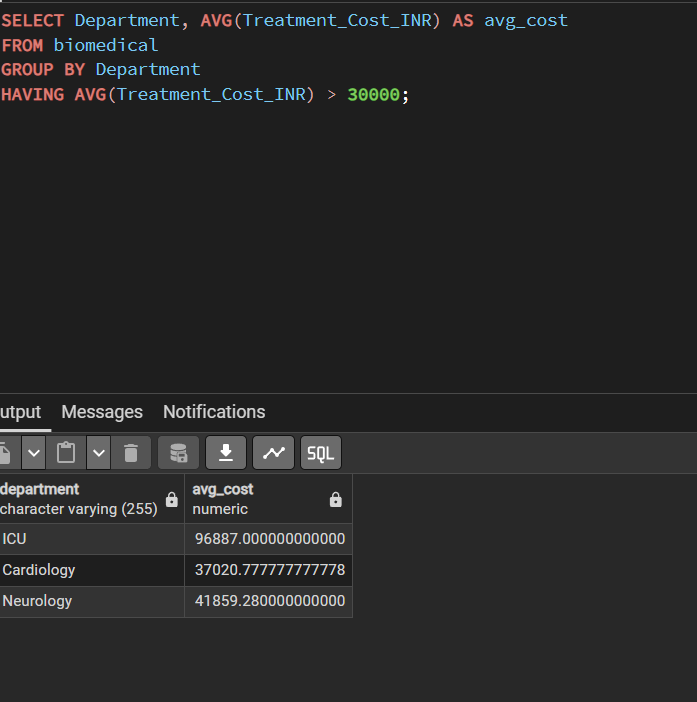 SELECT Department, AVG(Treatment_Cost_INR) AS avg_cost
FROM biomedical
GROUP BY Department
HAVING AVG(Treatment_Cost_INR) > 30000;
utput Messages Notifications
SQL
department avg_cost
character varying (255) numeric
ICU 96887.000000000000
Cardiology 37020.777777777778
Neurology 41859.280000000000